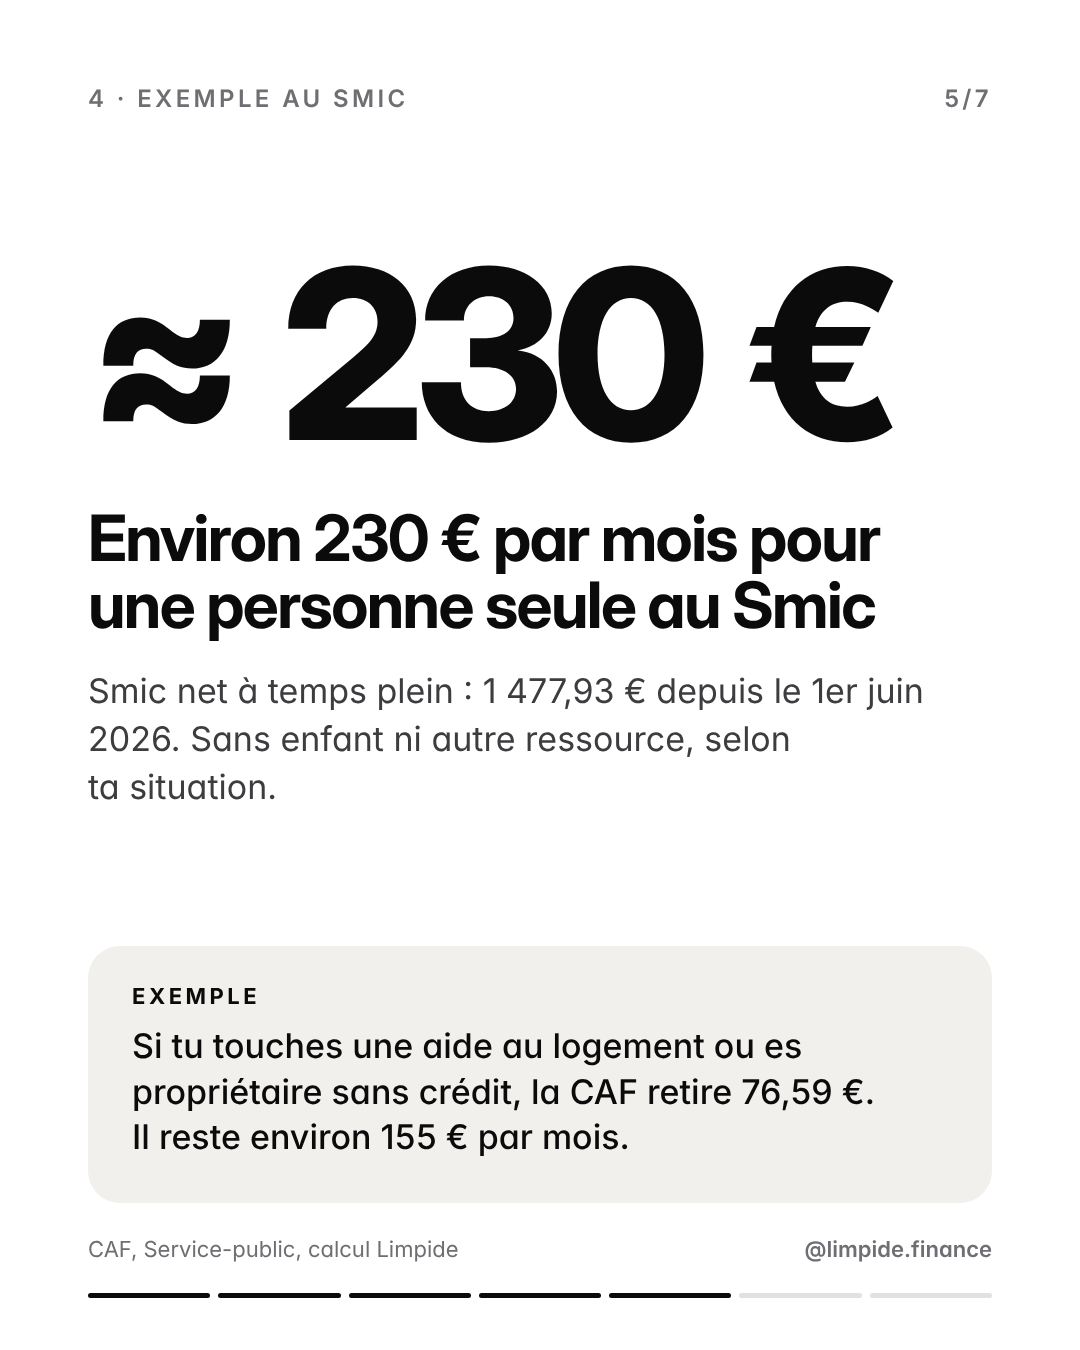 4 · EXEMPLE AU SMIC
5/7
≈ 230 €
Environ 230 € par mois pour
une personne seule au Smic
Smic net à temps plein : 1 477,93 € depuis le 1er juin
2026. Sans enfant ni autre ressource, selon
ta situation.
EXEMPLE
Si tu touches une aide au logement ou es
propriétaire sans crédit, la CAF retire 76,59 €.
Il reste environ 155 € par mois.
CAF, Service-public, calcul Limpide
@limpide.finance